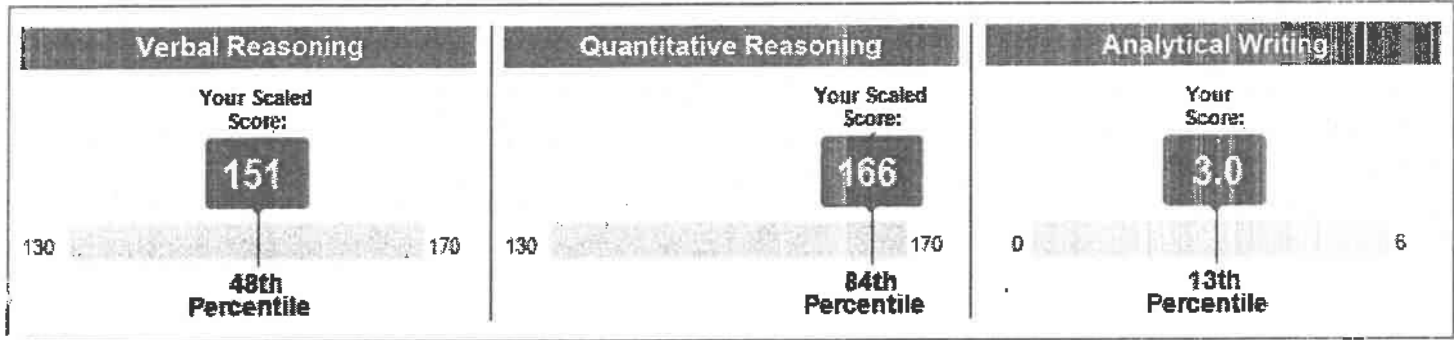 Verbal Reasoning
Your Scaled
Score:
151
130
170
48th
Percentile
Quantitative Reasoning
Your Scaled
Score:
166
130
170
84th
Percentile
Analytical Writing
Your
Score:
3.0
0
6
13th
Percentile